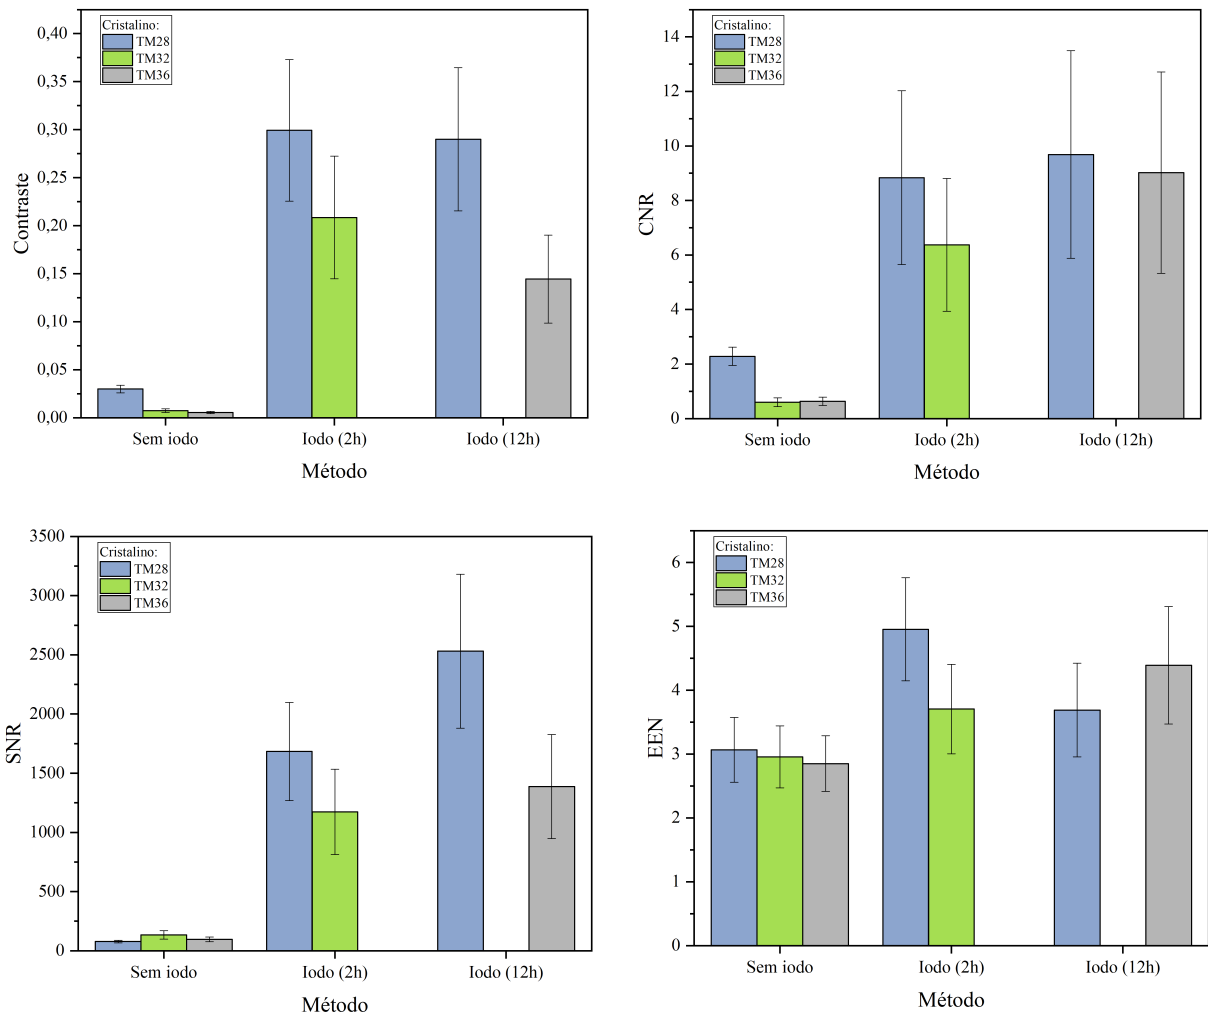 Cristalino:
TM28
TM32
TM36
0,40
0,35
0,30
0,25
0,20
0,15
0,10
0,05
0,00
Contraste
Sem iodo
Iodo (2h)
Iodo (12h)
Método
Cristalino:
TM28
TM32
TM36
14
12
10
8
6
4
2
0
CNR
Sem iodo
Iodo (2h)
Iodo (12h)
Método
Cristalino:
TM28
TM32
TM36
3500
3000
2500
2000
1500
1000
500
0
SNR
Sem iodo
Iodo (2h)
Iodo (12h)
Método
Cristalino:
TM28
TM32
TM36
6
5
4
3
2
1
0
EEN
Sem iodo
Iodo (2h)
Iodo (12h)
Método